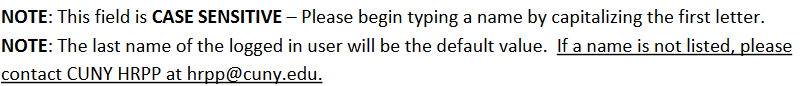 NOTE: This field is CASE SENSITIVE – Please begin typing a name by capitalizing the first letter.
NOTE: The last name of the logged in user will be the default value.  If a name is not listed, please
contact CUNY HRPP at hrpp@cuny.edu.